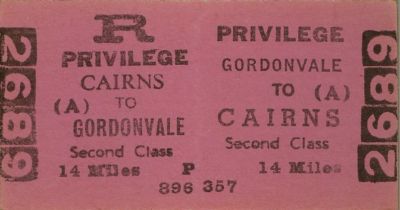 2689
R
PRIVILEGE
CAIRNS
(A) TO
GORDONVALE
Second Class
14 Miles P
PRIVILEGE
GORDONVALE
TO (A)
CAIRNS
Second Class
14 Miles
896 357
2689